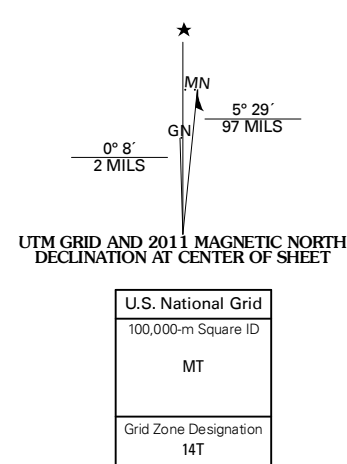 MN
5° 29´
97 MILS
GN
0° 8´
2 MILS
UTM GRID AND 2011 MAGNETIC NORTH
DECLINATION AT CENTER OF SHEET
U.S. National Grid
100,000-m Square ID
MT
Grid Zone Designation
14T